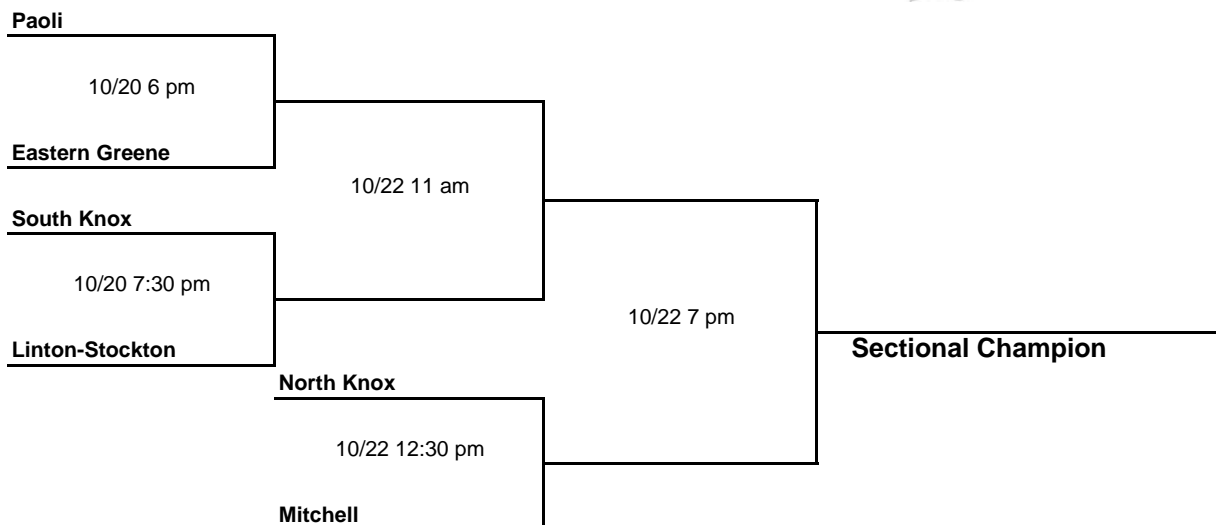 Paoli
10/20 6 pm
Eastern Greene
10/22 11 am
South Knox
10/20 7:30 pm
10/22 7 pm
Linton-Stockton
Sectional Champion
North Knox
10/22 12:30 pm
Mitchell